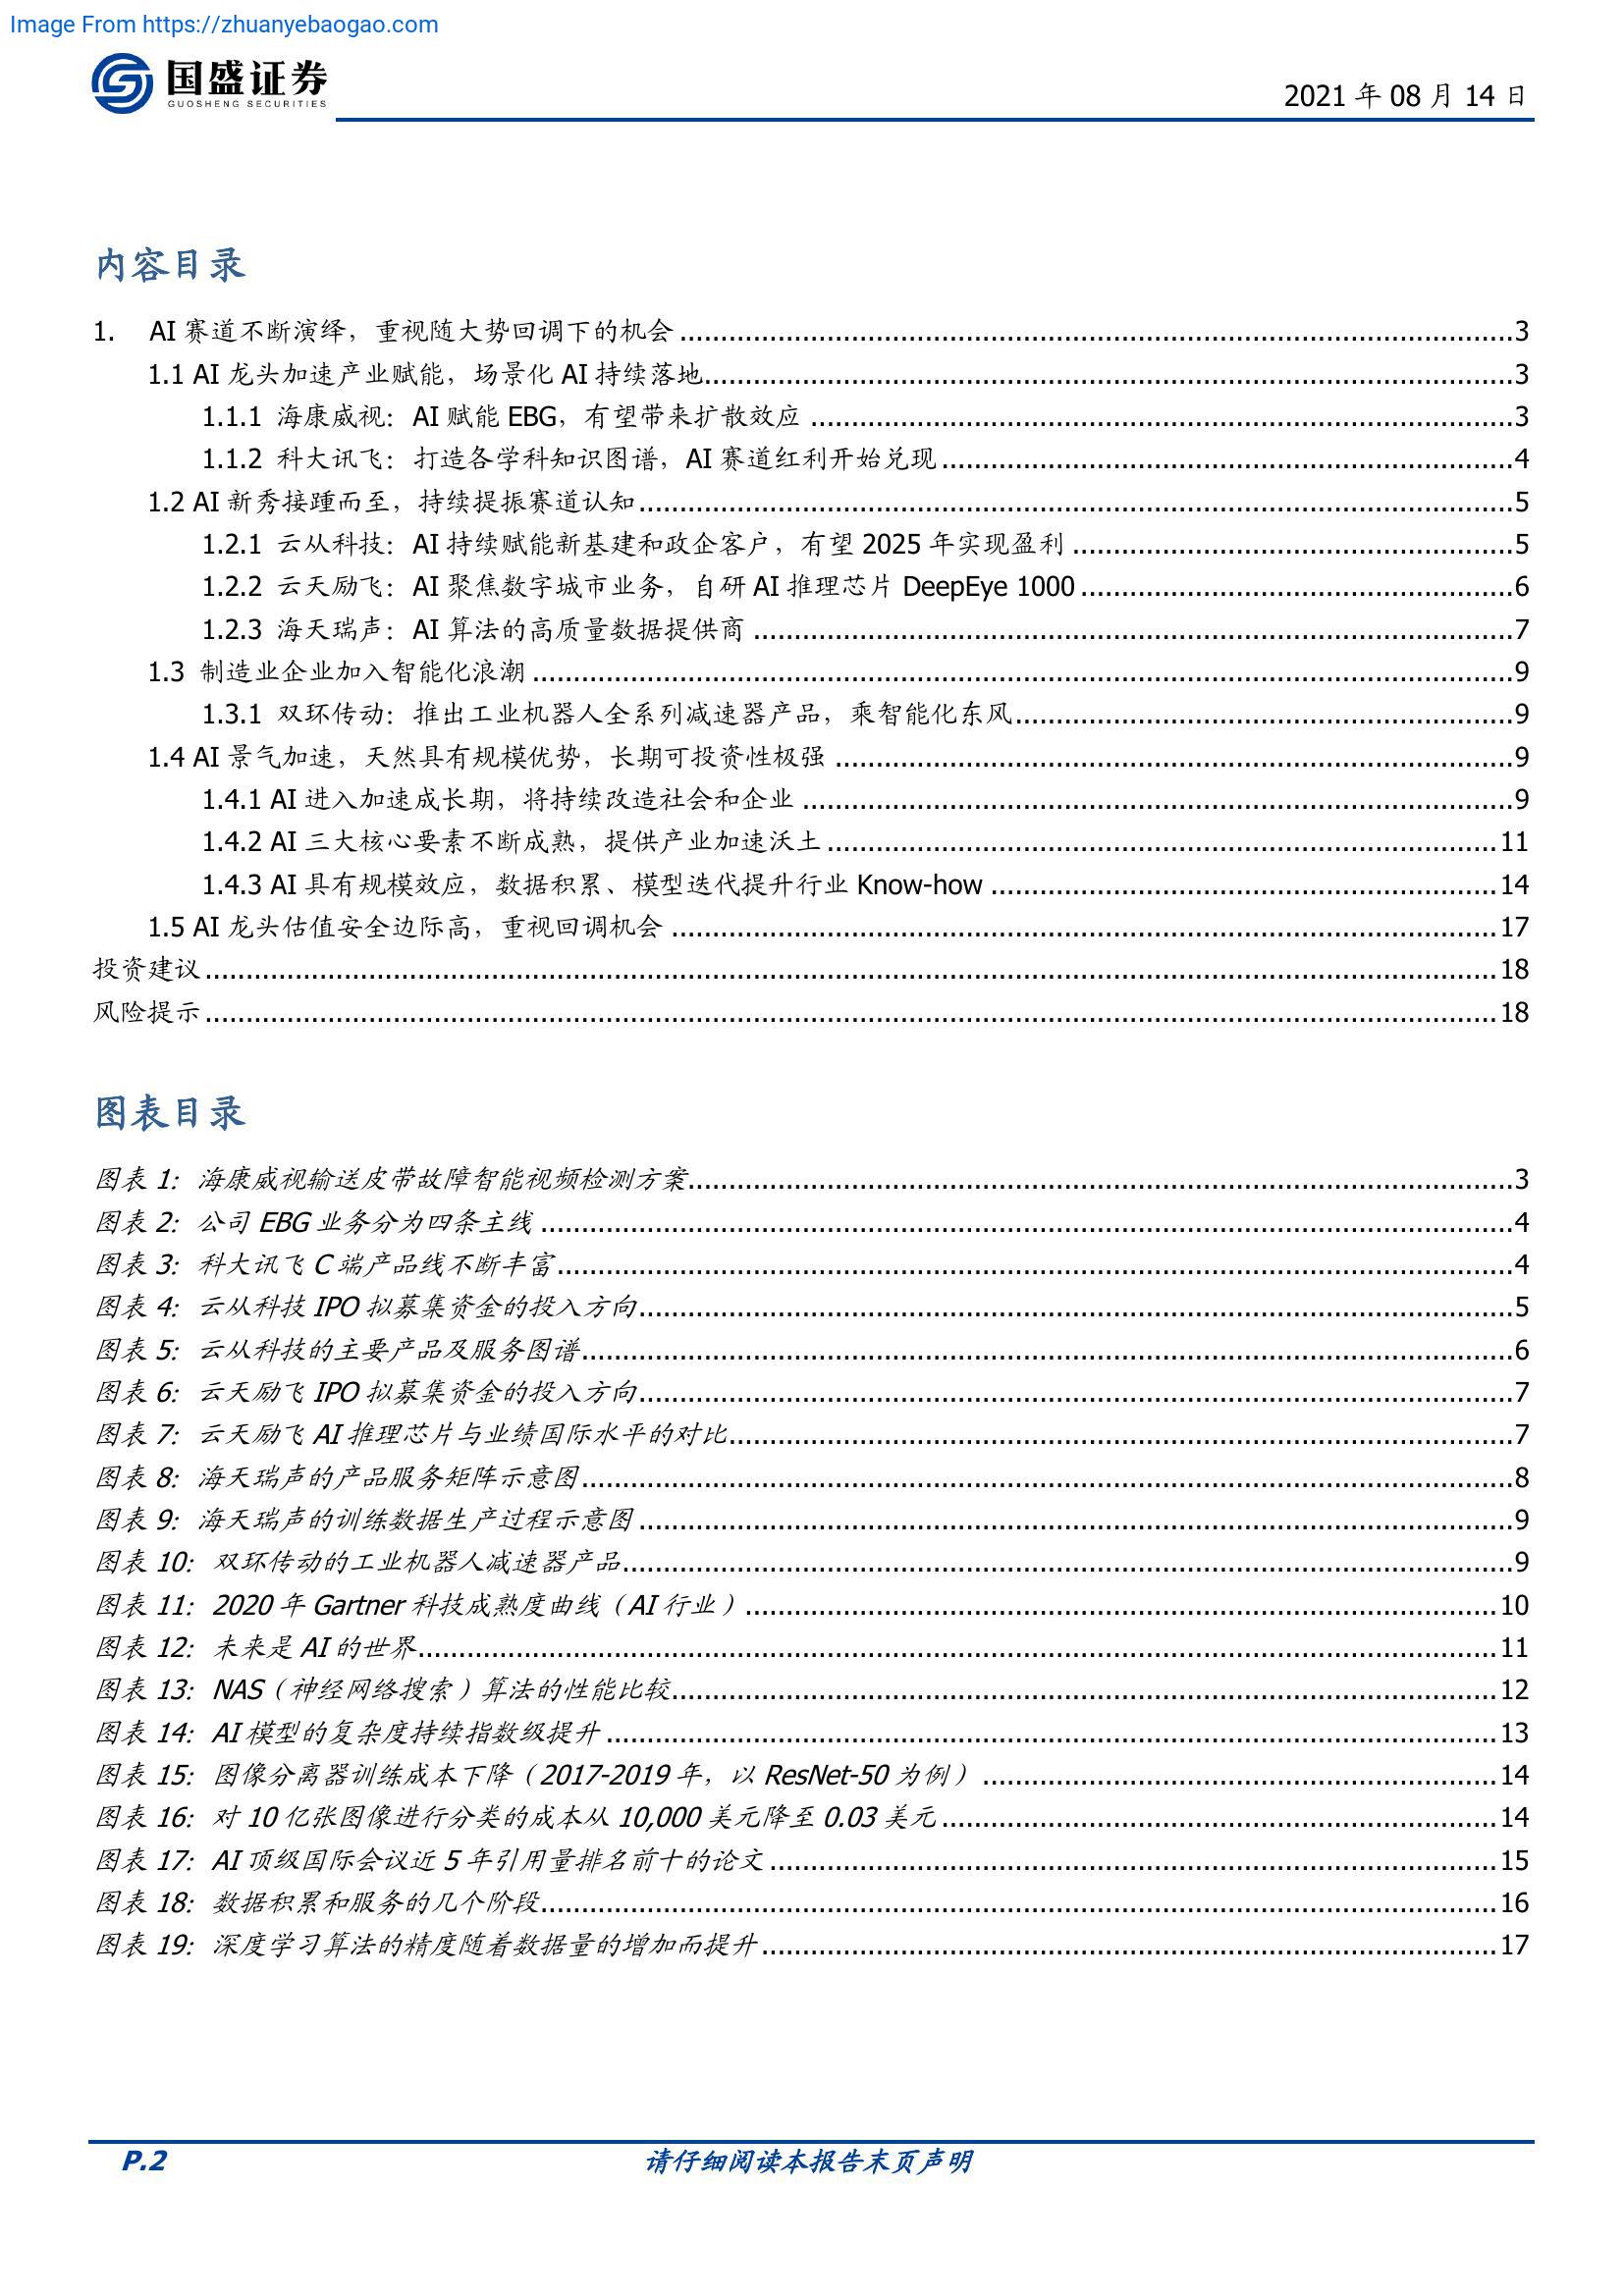 Image From https://zhuanyebaogao.com
国盛证券
GUOSHENG SECURITIES
2021 年 08 月 14 日
内容目录
1. AI 赛道不断演绎，重视随大势回调下的机会 3
1.1 AI 龙头加速产业赋能，场景化 AI 持续落地 3
1.1.1 海康威视：AI 赋能 EBG，有望带来扩散效应 3
1.1.2 科大讯飞：打造各学科知识图谱，AI 赛道红利开始兑现 4
1.2 AI 新秀接踵而至，持续提振赛道认知 5
1.2.1 云从科技：AI 持续赋能新基建和政企客户，有望 2025 年实现盈利 5
1.2.2 云天励飞：AI 聚焦数字城市业务，自研 AI 推理芯片 DeepEye 1000 6
1.2.3 海天瑞声：AI 算法的高质量数据提供商 7
1.3 制造业企业加入智能化浪潮 9
1.3.1 双环传动：推出工业机器人全系列减速器产品，乘智能化东风 9
1.4 AI 景气加速，天然具有规模优势，长期可投资性极强 9
1.4.1 AI 进入加速成长期，将持续改造社会和企业 9
1.4.2 AI 三大核心要素不断成熟，提供产业加速沃土 11
1.4.3 AI 具有规模效应，数据积累、模型迭代提升行业 Know-how 14
1.5 AI 龙头估值安全边际高，重视回调机会 17
投资建议 18
风险提示 18
图表目录
图表 1：海康威视输送皮带故障智能视频检测方案 3
图表 2：公司 EBG 业务分为四条主线 4
图表 3：科大讯飞 C 端产品线不断丰富 4
图表 4：云从科技 IPO 拟募集资金的投入方向 5
图表 5：云从科技的主要产品及服务图谱 6
图表 6：云天励飞 IPO 拟募集资金的投入方向 7
图表 7：云天励飞 AI 推理芯片与业绩国际水平的对比 7
图表 8：海天瑞声的产品服务矩阵示意图 8
图表 9：海天瑞声的训练数据生产过程示意图 9
图表 10：双环传动的工业机器人减速器产品 9
图表 11：2020 年 Gartner 科技成熟度曲线（AI 行业） 10
图表 12：未来是 AI 的世界 11
图表 13：NAS（神经网络搜索）算法的性能比较 12
图表 14：AI 模型的复杂度持续指数级提升 13
图表 15：图像分离器训练成本下降（2017-2019 年，以 ResNet-50 为例） 14
图表 16：对 10 亿张图像进行分类的成本从 10,000 美元降至 0.03 美元 14
图表 17：AI 顶级国际会议近 5 年引用量排名前十的论文 15
图表 18：数据积累和服务的几个阶段 16
图表 19：深度学习算法的精度随着数据量的增加而提升 17
P.2 请仔细阅读本报告末页声明